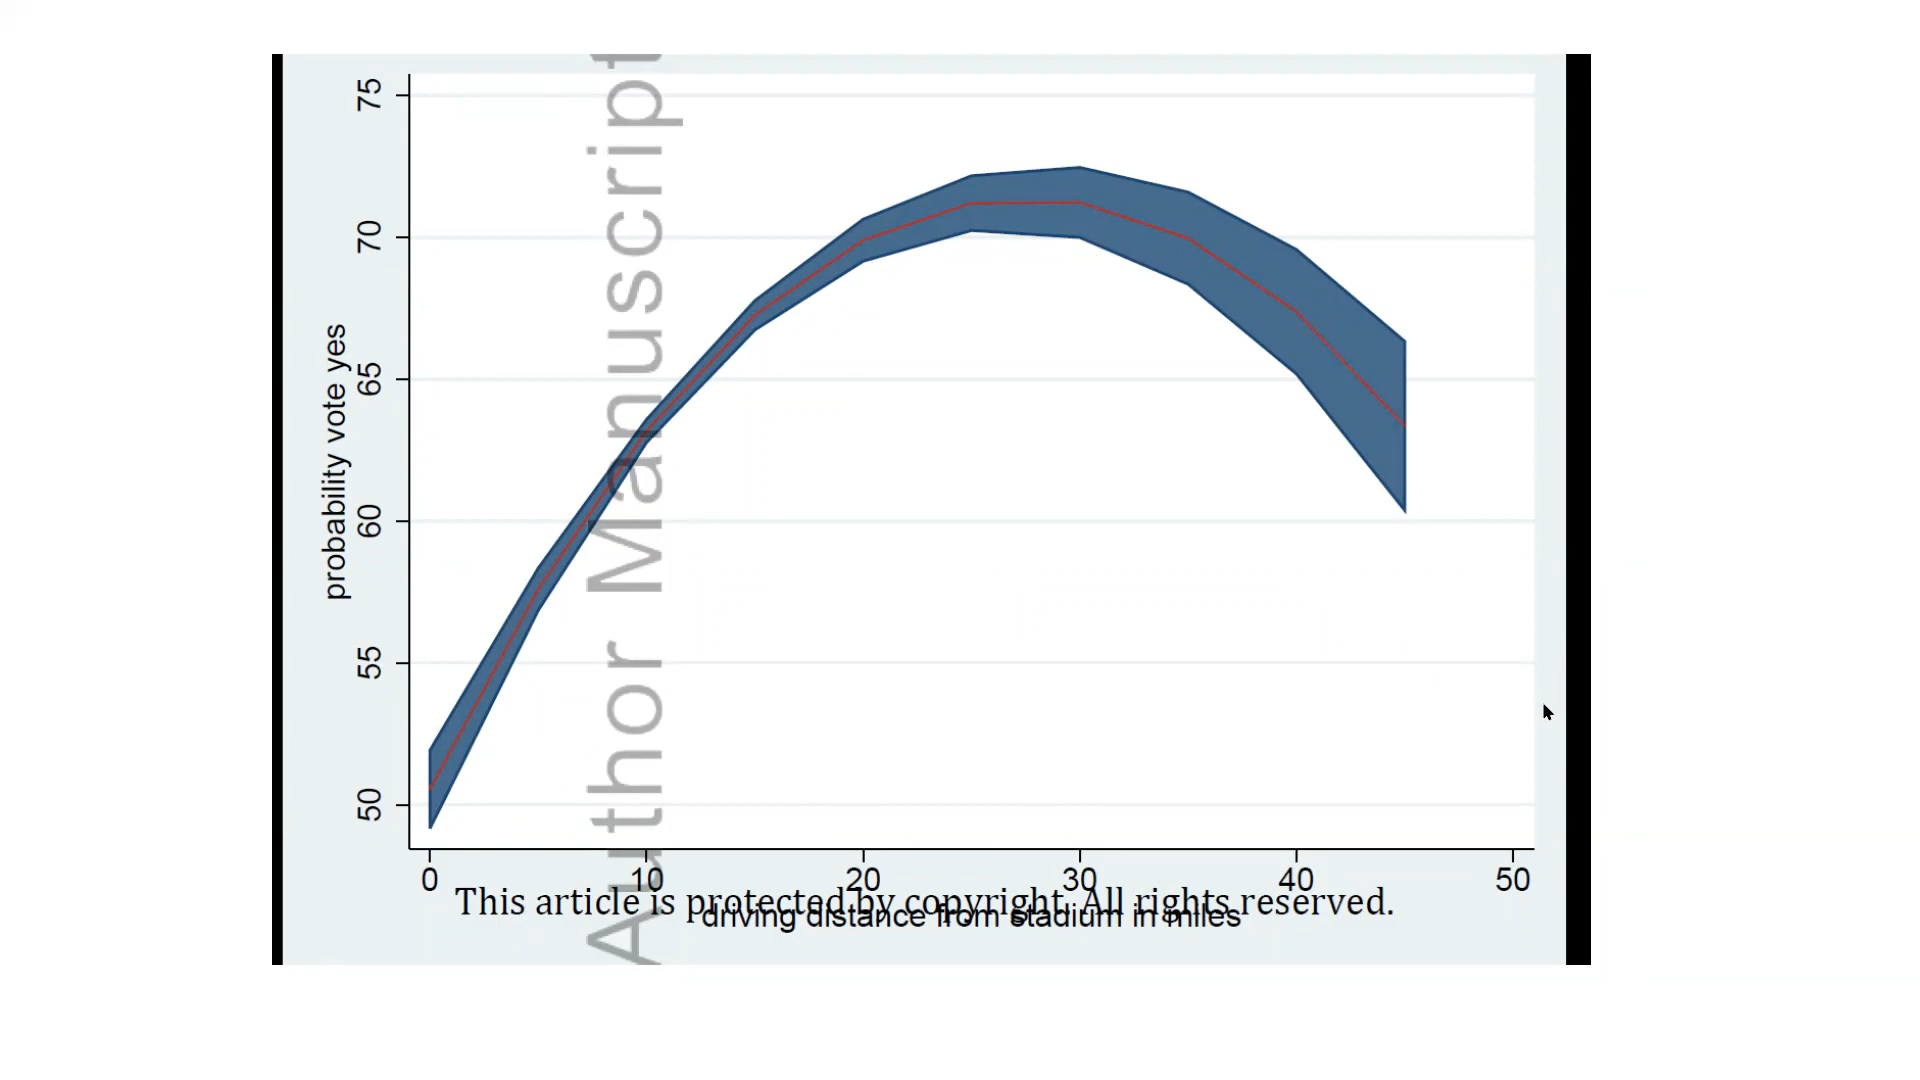 75
70
65
60
55
50
probability vote yes
Author Manuscript
0 10 20 30 40 50
This article is protected by copyright. All rights reserved.
driving distance from stadium in miles